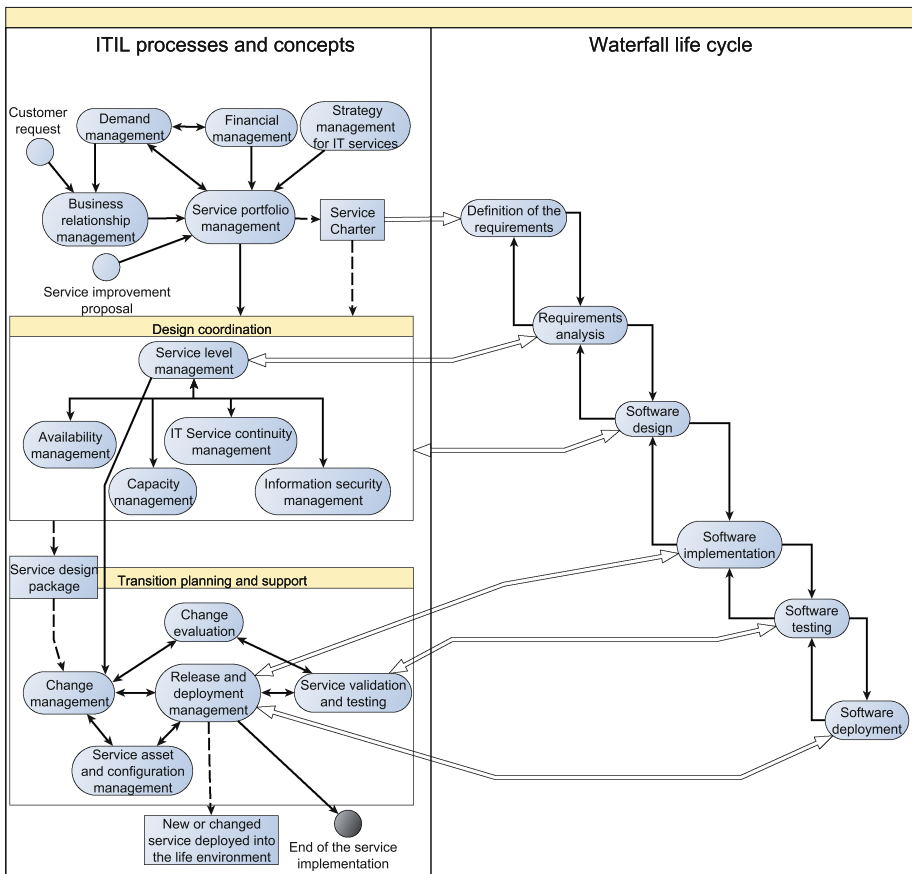 ITIL processes and concepts
Waterfall life cycle
Customer
request
Demand
management
Financial
management
Strategy
management
for IT services
Business
relationship
management
Service portfolio
management
Service
Charter
Definition of the
requirements
Service improvement
proposal
Design coordination
Requirements
analysis
Service level
management
Software
design
Availability
management
IT Service continuity
management
Capacity
management
Information security
management
Software
implementation
Service design
package
Transition planning and support
Change
evaluation
Software
testing
Change
management
Release and
deployment
management
Service validation
and testing
Software
deployment
Service asset
and configuration
management
New or changed
service deployed into
the life environment
End of the service
implementation